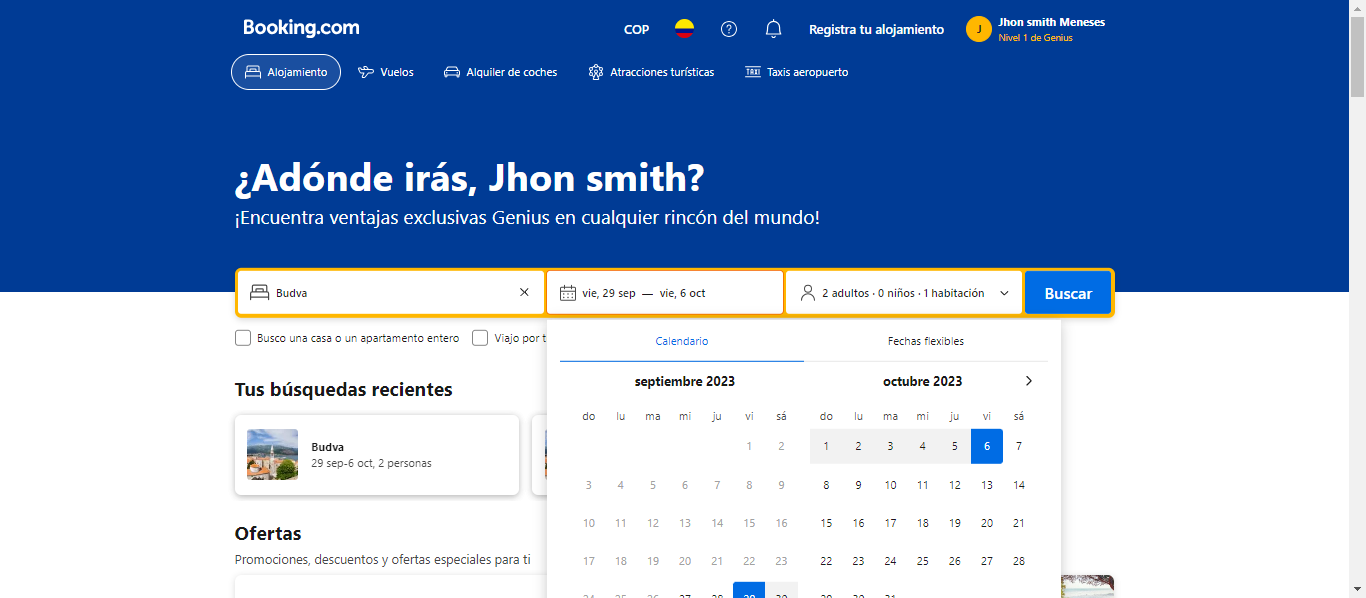 Booking.com
COP
Registra tu alojamiento
J
Jhon smith Meneses
Nivel 1 de Genius
Alojamiento
Vuelos
Alquiler de coches
Atracciones turísticas
TAXI
Taxis aeropuerto
¿Adónde irás, Jhon smith?
¡Encuentra ventajas exclusivas Genius en cualquier rincón del mundo!
Budva
vie, 29 sep — vie, 6 oct
2 adultos · 0 niños · 1 habitación
Buscar
Busco una casa o un apartamento entero
Viajo por t
Calendario
Fechas flexibles
septiembre 2023
do lu ma mi ju vi sá
1 2
3 4 5 6 7 8 9
10 11 12 13 14 15 16
17 18 19 20 21 22 23
24 25 26 27 28 29 30
octubre 2023
do lu ma mi ju vi sá
1 2 3 4 5 6 7
8 9 10 11 12 13 14
15 16 17 18 19 20 21
22 23 24 25 26 27 28
29 30 31
Tus búsquedas recientes
Budva
29 sep-6 oct, 2 personas
Ofertas
Promociones, descuentos y ofertas especiales para ti